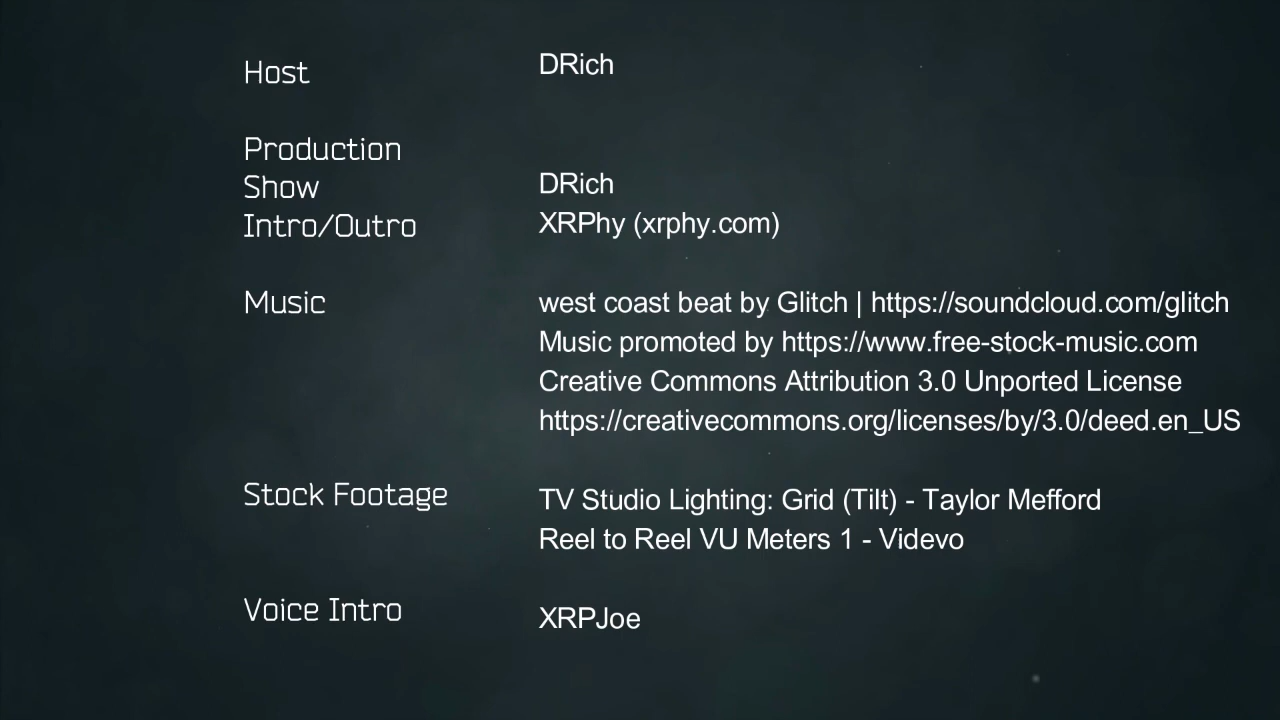 Host DRich
Production
Show DRich
Intro/Outro XRPhy (xrphy.com)
Music west coast beat by Glitch | https://soundcloud.com/glitch
Music promoted by https://www.free-stock-music.com
Creative Commons Attribution 3.0 Unported License
https://creativecommons.org/licenses/by/3.0/deed.en_US
Stock Footage TV Studio Lighting: Grid (Tilt) - Taylor Mefford
Reel to Reel VU Meters 1 - Videvo
Voice Intro XRPJoe